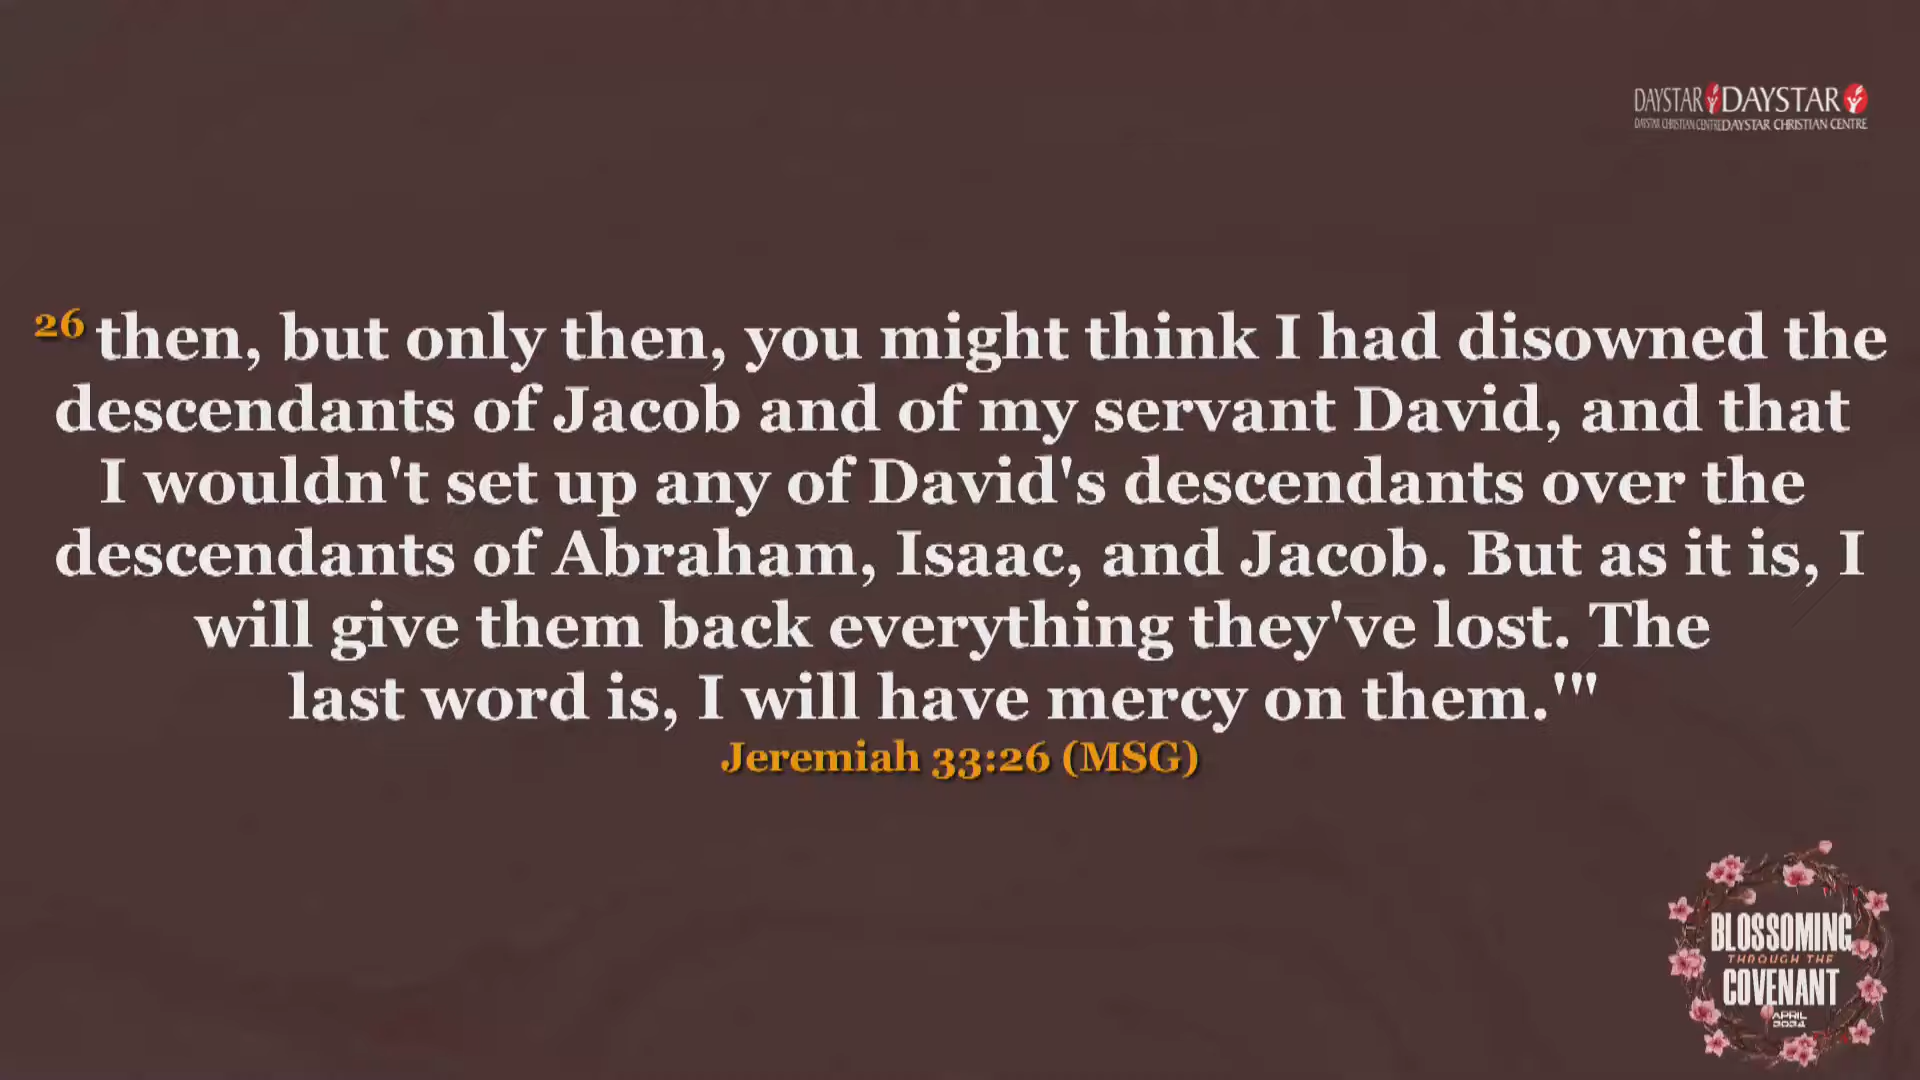 DAYSTAR DAYSTAR
DAYSTAR CHRISTIAN CENTRE DAYSTAR CHRISTIAN CENTRE
26 then, but only then, you might think I had disowned the
descendants of Jacob and of my servant David, and that
I wouldn't set up any of David's descendants over the
descendants of Abraham, Isaac, and Jacob. But as it is, I
will give them back everything they've lost. The
last word is, I will have mercy on them.'"
Jeremiah 33:26 (MSG)
BLOSSOMING
THROUGH THE
COVENANT
APRIL
2024